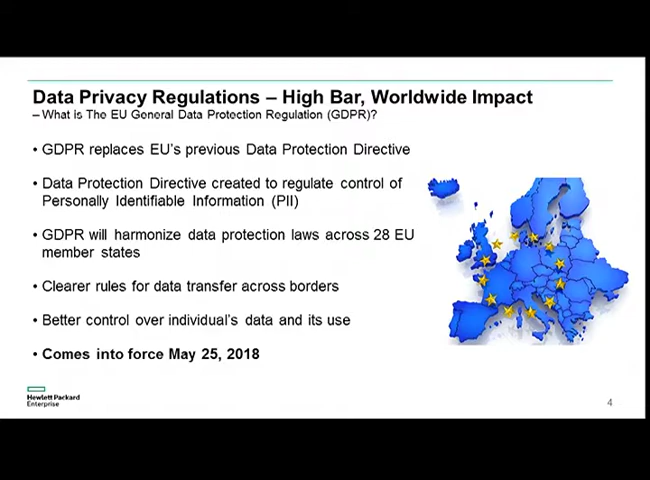 Data Privacy Regulations – High Bar, Worldwide Impact
– What is The EU General Data Protection Regulation (GDPR)?
• GDPR replaces EU's previous Data Protection Directive
• Data Protection Directive created to regulate control of
Personally Identifiable Information (PII)
• GDPR will harmonize data protection laws across 28 EU
member states
• Clearer rules for data transfer across borders
• Better control over individual's data and its use
• Comes into force May 25, 2018
Hewlett Packard
Enterprise
4